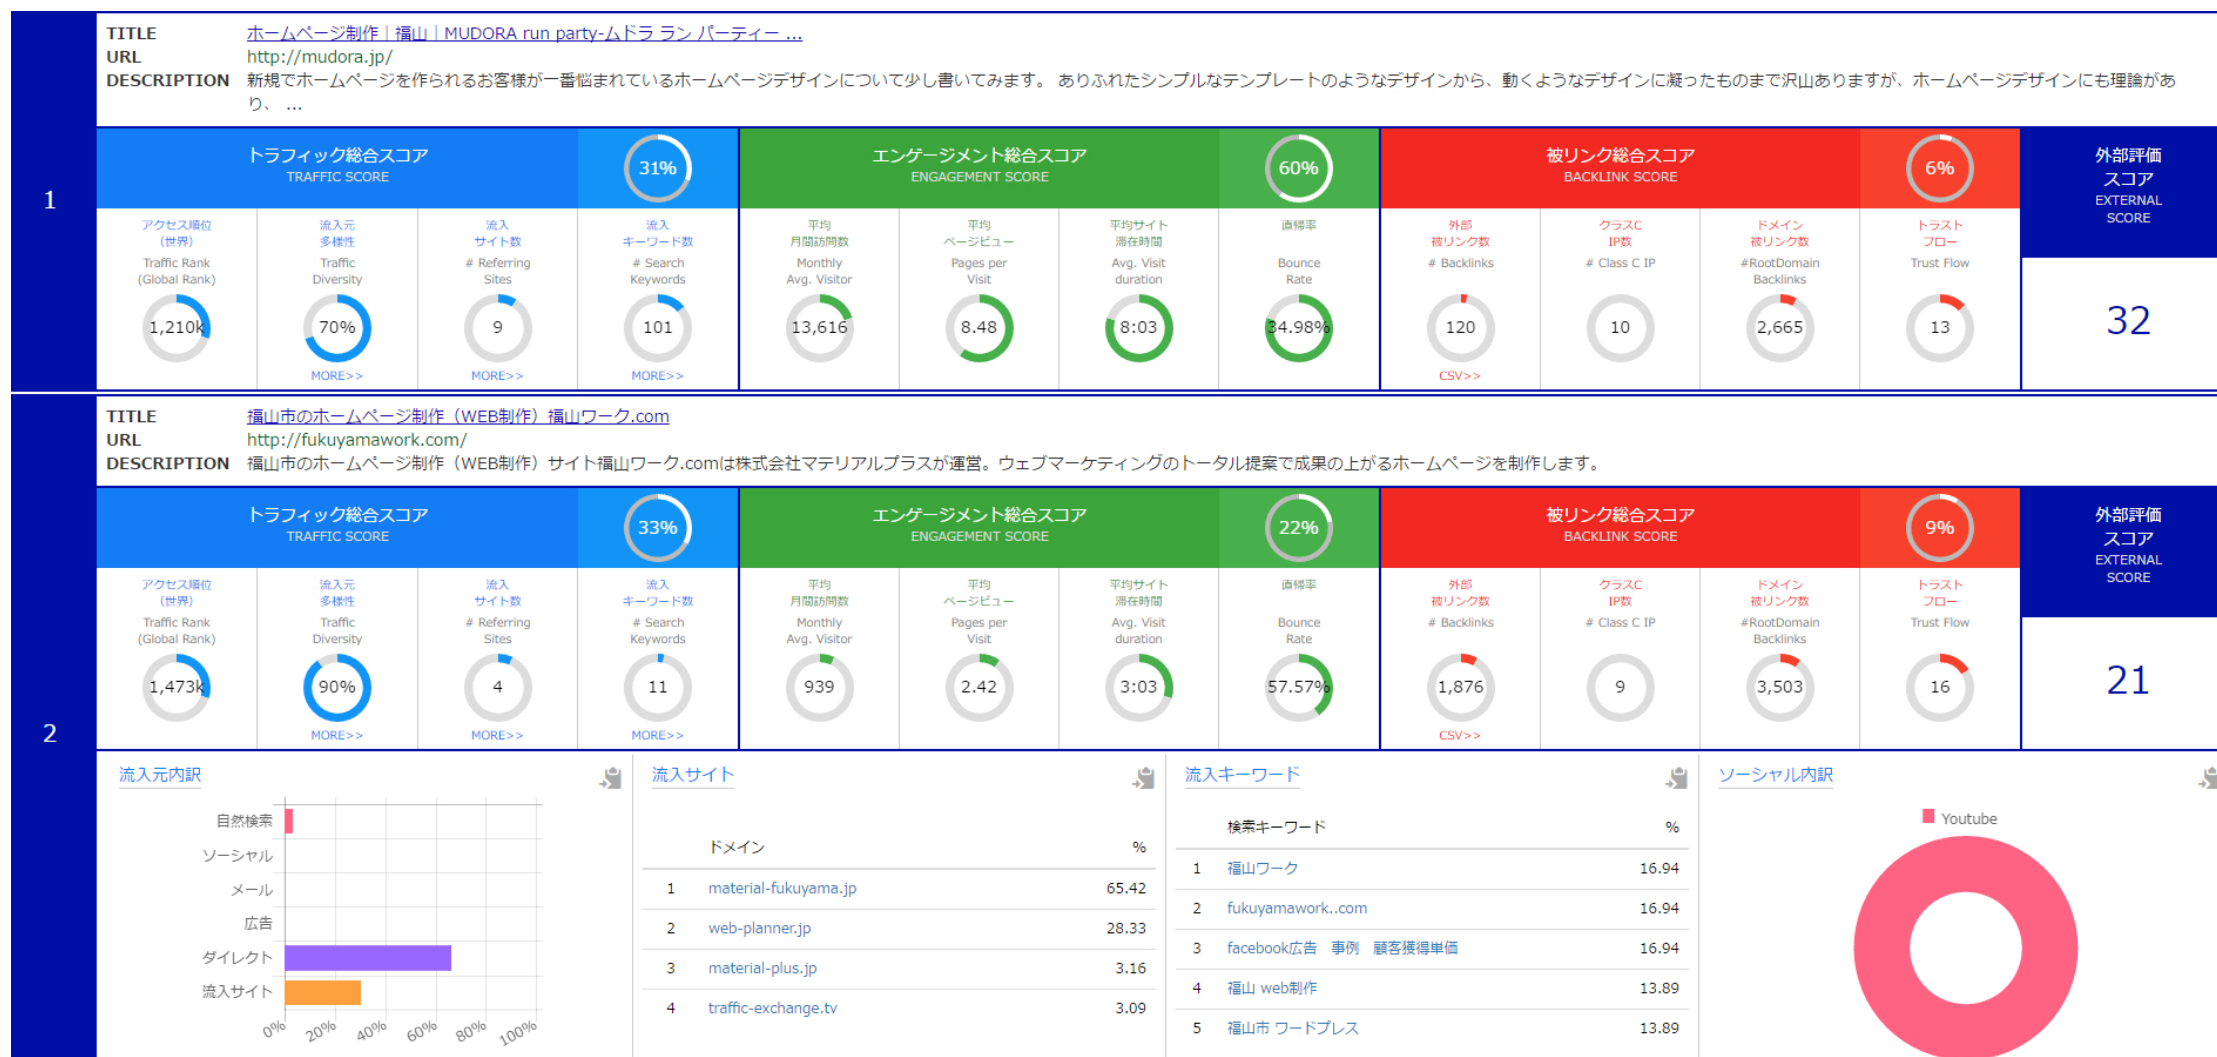 1
TITLE ホームページ制作｜福山｜MUDORA run party-ムドラ ラン パーティー ...
URL http://mudora.jp/
DESCRIPTION 新規でホームページを作られるお客様が一番悩まれているホームページデザインについて少し書いてみます。 ありふれたシンプルなテンプレートのようなデザインから、動くようなデザインに凝ったものまで沢山ありますが、ホームページデザインにも理論があ
り、 ...
トラフィック総合スコア
TRAFFIC SCORE
31%
エンゲージメント総合スコア
ENGAGEMENT SCORE
60%
被リンク総合スコア
BACKLINK SCORE
6%
外部評価
スコア
EXTERNAL
SCORE
32
アクセス順位
（世界）
Traffic Rank
(Global Rank)
1,210k
流入元
多様性
Traffic
Diversity
70%
MORE>>
流入
サイト数
# Referring
Sites
9
MORE>>
流入
キーワード数
# Search
Keywords
101
MORE>>
平均
月間訪問数
Monthly
Avg. Visitor
13,616
平均
ページビュー
Pages per
Visit
8.48
平均サイト
滞在時間
Avg. Visit
duration
8:03
直帰率
Bounce
Rate
34.98%
外部
被リンク数
# Backlinks
120
CSV>>
クラスC
IP数
# Class C IP
10
ドメイン
被リンク数
#RootDomain
Backlinks
2,665
トラスト
フロー
Trust Flow
13
2
TITLE 福山市のホームページ制作（WEB制作）福山ワーク.com
URL http://fukuyamawork.com/
DESCRIPTION 福山市のホームページ制作（WEB制作）サイト福山ワーク.comは株式会社マテリアルプラスが運営。ウェブマーケティングのトータル提案で成果の上がるホームページを制作します。
トラフィック総合スコア
TRAFFIC SCORE
33%
エンゲージメント総合スコア
ENGAGEMENT SCORE
22%
被リンク総合スコア
BACKLINK SCORE
9%
外部評価
スコア
EXTERNAL
SCORE
21
アクセス順位
（世界）
Traffic Rank
(Global Rank)
1,473k
流入元
多様性
Traffic
Diversity
90%
MORE>>
流入
サイト数
# Referring
Sites
4
MORE>>
流入
キーワード数
# Search
Keywords
11
MORE>>
平均
月間訪問数
Monthly
Avg. Visitor
939
平均
ページビュー
Pages per
Visit
2.42
平均サイト
滞在時間
Avg. Visit
duration
3:03
直帰率
Bounce
Rate
57.57%
外部
被リンク数
# Backlinks
1,876
CSV>>
クラスC
IP数
# Class C IP
9
ドメイン
被リンク数
#RootDomain
Backlinks
3,503
トラスト
フロー
Trust Flow
16
流入元内訳
自然検索
ソーシャル
メール
広告
ダイレクト
流入サイト
0% 20% 40% 60% 80% 100%
流入サイト
ドメイン %
1 material-fukuyama.jp 65.42
2 web-planner.jp 28.33
3 material-plus.jp 3.16
4 traffic-exchange.tv 3.09
流入キーワード
検索キーワード %
1 福山ワーク 16.94
2 fukuyamawork..com 16.94
3 facebook広告 事例 顧客獲得単価 16.94
4 福山 web制作 13.89
5 福山市 ワードプレス 13.89
ソーシャル内訳
Youtube